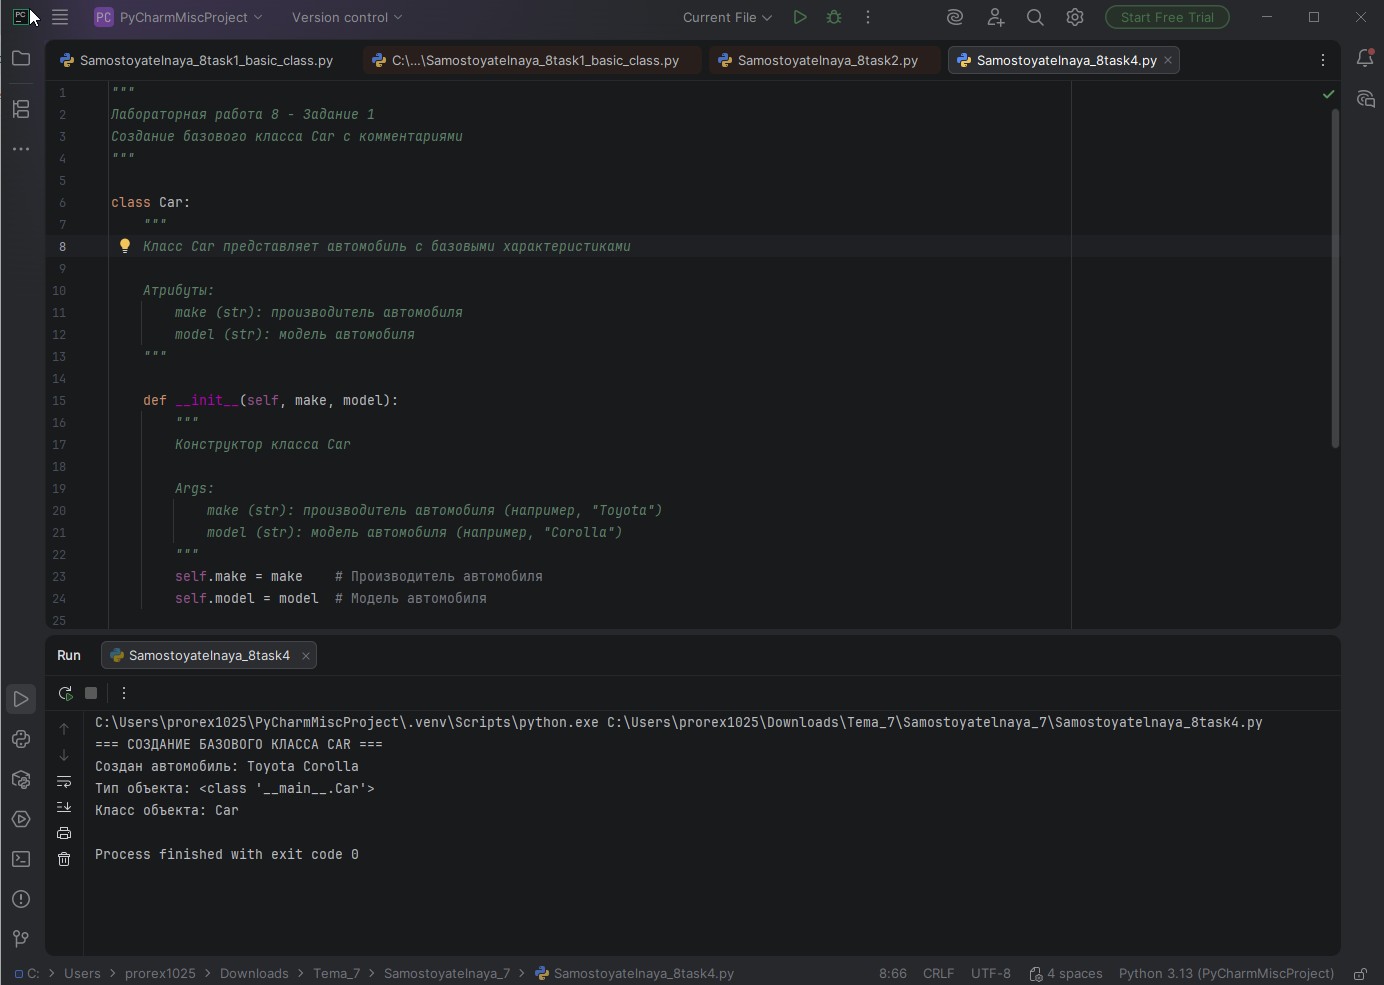 PC PyCharmMiscProject Version control Current File Start Free Trial
Samostoyatelnaya_8task1_basic_class.py C:\...\Samostoyatelnaya_8task1_basic_class.py Samostoyatelnaya_8task2.py Samostoyatelnaya_8task4.py
1 """
2 Лабораторная работа 8 - Задание 1
3 Создание базового класса Car с комментариями
4 """
5
6 class Car:
7 """
8 Класс Car представляет автомобиль с базовыми характеристиками
9
10 Атрибуты:
11 make (str): производитель автомобиля
12 model (str): модель автомобиля
13 """
14
15 def __init__(self, make, model):
16 """
17 Конструктор класса Car
18
19 Args:
20 make (str): производитель автомобиля (например, "Toyota")
21 model (str): модель автомобиля (например, "Corolla")
22 """
23 self.make = make # Производитель автомобиля
24 self.model = model # Модель автомобиля
25
Run Samostoyatelnaya_8task4
C:\Users\prorex1025\PyCharmMiscProject\.venv\Scripts\python.exe C:\Users\prorex1025\Downloads\Tema_7\Samostoyatelnaya_7\Samostoyatelnaya_8task4.py
=== СОЗДАНИЕ БАЗОВОГО КЛАССА CAR ===
Создан автомобиль: Toyota Corolla
Тип объекта: <class '__main__.Car'>
Класс объекта: Car
Process finished with exit code 0
C: > Users > prorex1025 > Downloads > Tema_7 > Samostoyatelnaya_7 > Samostoyatelnaya_8task4.py 8:66 CRLF UTF-8 4 spaces Python 3.13 (PyCharmMiscProject)